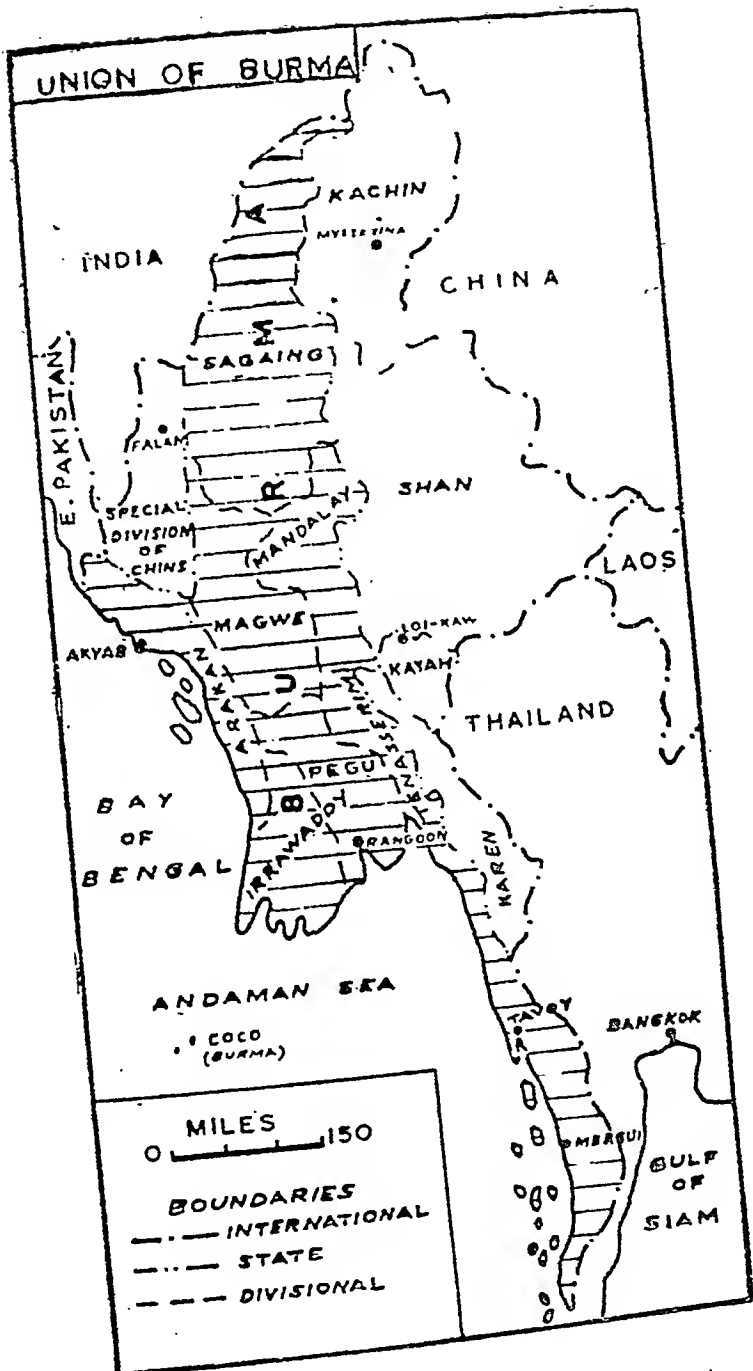 UNION OF BURMA
KACHIN
MYITKYINA
INDIA
CHINA
SAGAING
E. PAKISTAN
FALAM
SHAN
SPECIAL
DIVISION
OF
CHINS
MANDALAY
LAOS
MAGWE
AKYAB
LOI-KAW
KAYAH
ARAKAN
THAILAND
BURMA
PEGU
BAY
OF
BENGAL
IRRAWADDY
RANGOON
KAREN
ANDAMAN SEA
COCO
(BURMA)
BANGKOK
MERGUI
GULF
OF
SIAM
MILES
0 150
BOUNDARIES
INTERNATIONAL
STATE
DIVISIONAL